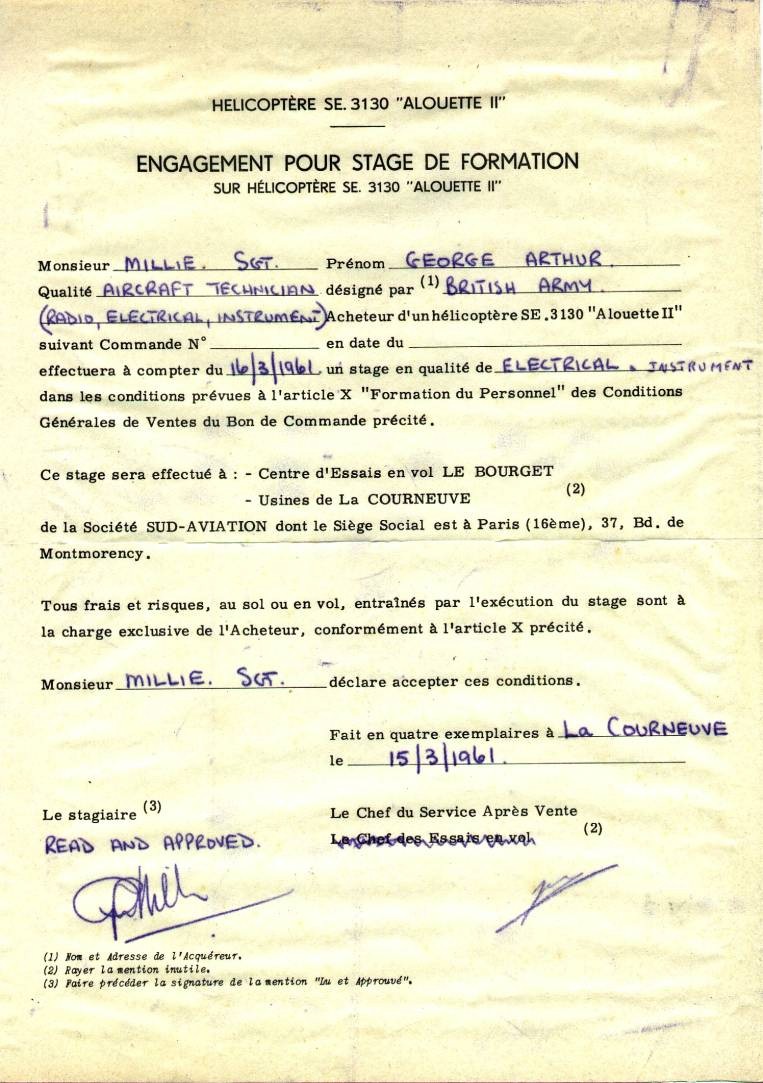 HELICOPTÈRE SE. 3130 "ALOUETTE II"
ENGAGEMENT POUR STAGE DE FORMATION
SUR HÉLICOPTÈRE SE. 3130 "ALOUETTE II"
Monsieur MILLIE. SGT. Prénom GEORGE ARTHUR.
Qualité AIRCRAFT TECHNICIAN désigné par (1) BRITISH ARMY.
(RADIO, ELECTRICAL, INSTRUMENT) Acheteur d'un hélicoptère SE.3130 "Alouette II"
suivant Commande N° en date du
effectuera à compter du 16/3/1961 un stage en qualité de ELECTRICAL & INSTRUMENT
dans les conditions prévues à l'article X "Formation du Personnel" des Conditions
Générales de Ventes du Bon de Commande précité.
Ce stage sera effectué à : - Centre d'Essais en vol LE BOURGET
- Usines de La COURNEUVE (2)
de la Société SUD-AVIATION dont le Siège Social est à Paris (16ème), 37, Bd. de
Montmorency.
Tous frais et risques, au sol ou en vol, entraînés par l'exécution du stage sont à
la charge exclusive de l'Acheteur, conformément à l'article X précité.
Monsieur MILLIE. SGT. déclare accepter ces conditions.
Fait en quatre exemplaires à La COURNEUVE
le 15/3/1961.
Le stagiaire (3) Le Chef du Service Après Vente
READ AND APPROVED. Le Chef des Essais en vol (2)
(1) Nom et Adresse de l'Acquéreur.
(2) Rayer la mention inutile.
(3) Faire précéder la signature de la mention "Lu et Approuvé".